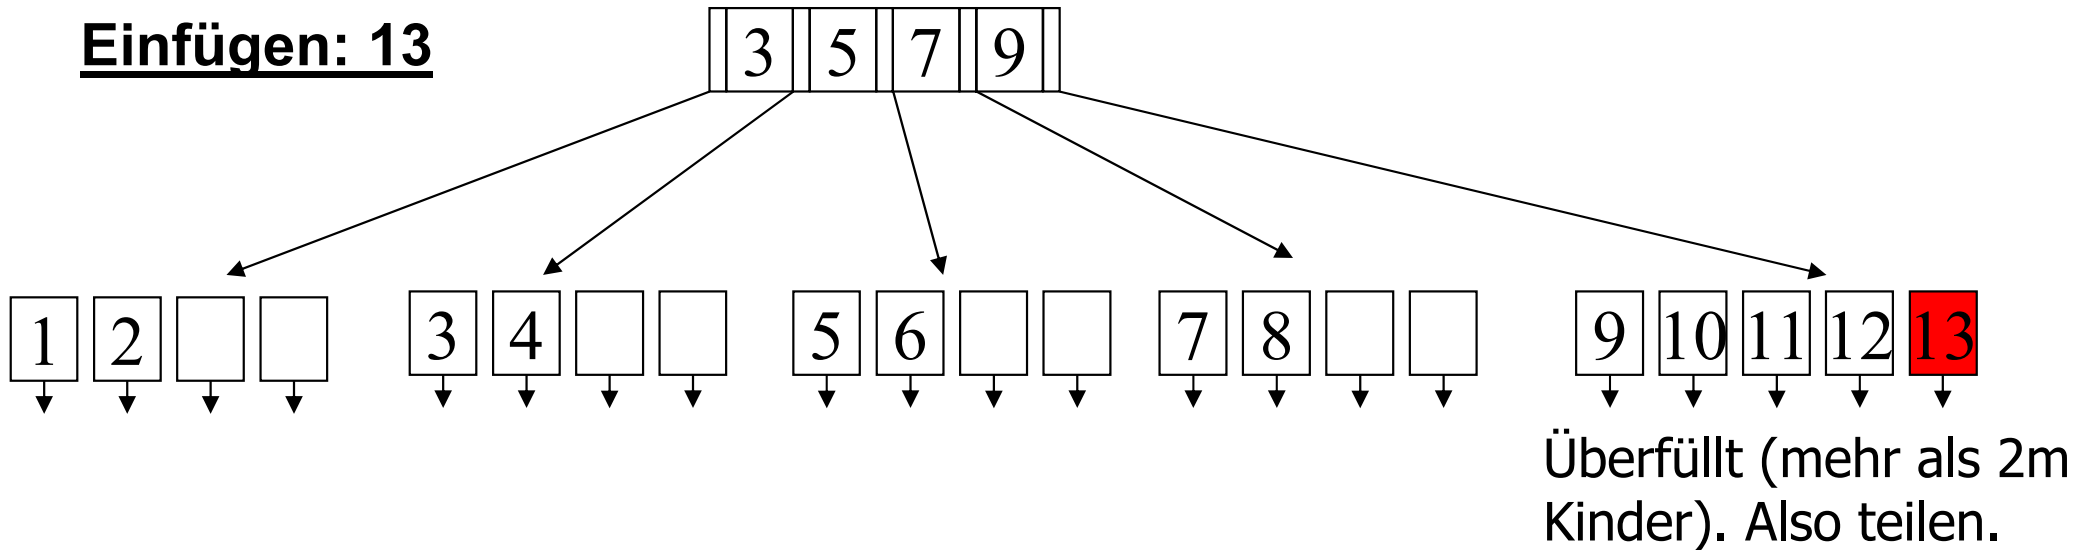 Einfügen: 13
3 5 7 9
1 2 3 4 5 6 7 8 9 10 11 12 13
Überfüllt (mehr als 2m
Kinder). Also teilen.